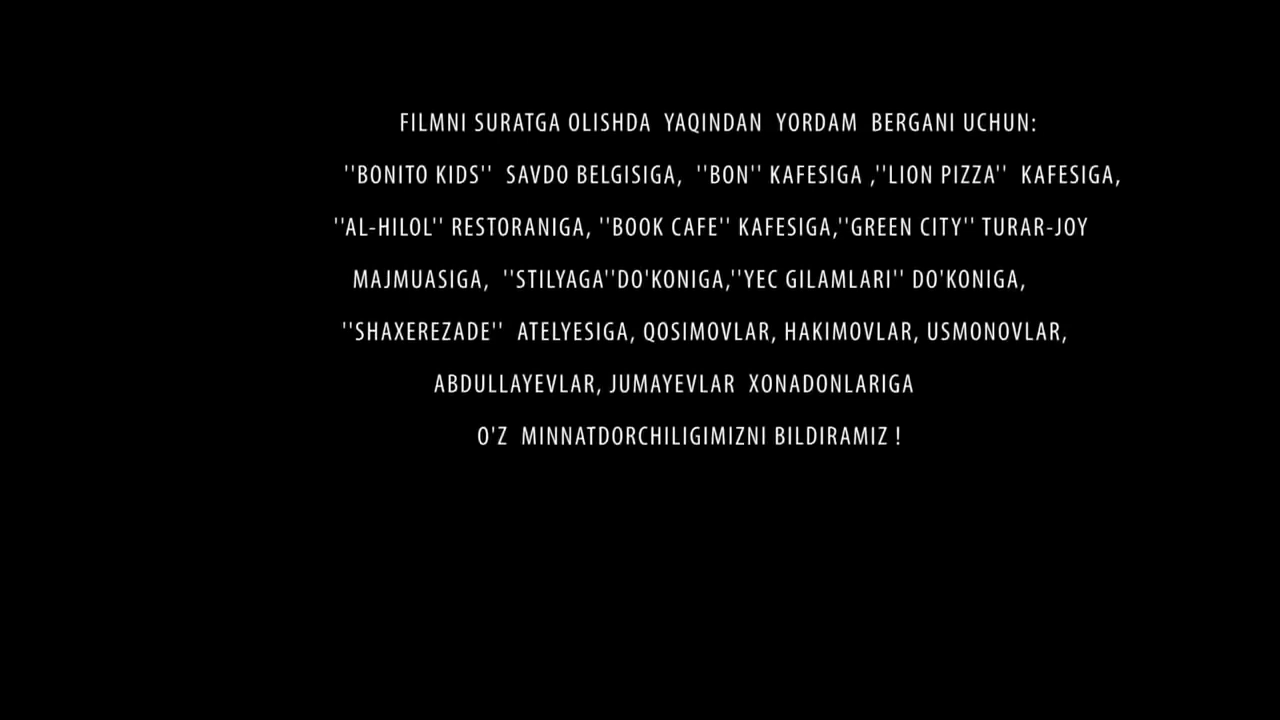 FILMNI SURATGA OLISHDA YAQINDAN YORDAM BERGANI UCHUN:
''BONITO KIDS'' SAVDO BELGISIGA, ''BON'' KAFESIGA ,''LION PIZZA'' KAFESIGA,
''AL-HILOL'' RESTORANIGA, ''BOOK CAFE'' KAFESIGA,''GREEN CITY'' TURAR-JOY
MAJMUASIGA, ''STILYAGA''DO'KONIGA,''YEC GILAMLARI'' DO'KONIGA,
''SHAXEREZADE'' ATELYESIGA, QOSIMOVLAR, HAKIMOVLAR, USMONOVLAR,
ABDULLAYEVLAR, JUMAYEVLAR XONADONLARIGA
O'Z MINNATDORCHILIGIMIZNI BILDIRAMIZ !